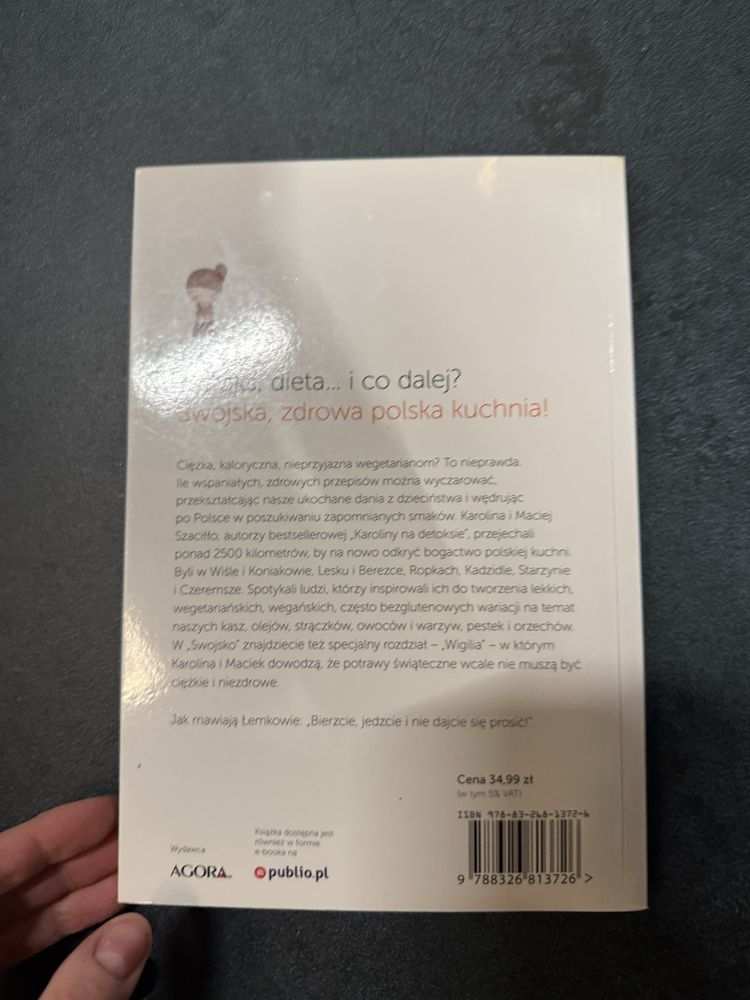 dieta... i co dalej?
Swojska, zdrowa polska kuchnia!
Ciężka, kaloryczna, nieprzyjazna wegetarianom? To nieprawda.
Ile wspaniałych, zdrowych przepisów można wyczarować,
przekształcając nasze ukochane dania z dzieciństwa i wędrując
po Polsce w poszukiwaniu zapomnianych smaków. Karolina i Maciej
Szaciłło, autorzy bestsellerowej „Karoliny na detoksie”, przejechali
ponad 2500 kilometrów, by na nowo odkryć bogactwo polskiej kuchni.
Byli w Wiśle i Koniakowie, Lesku i Berezce, Ropkach, Kadzidle, Starzynie
i Czeremsze. Spotykali ludzi, którzy inspirowali ich do tworzenia lekkich,
wegetariańskich, wegańskich, często bezglutenowych wariacji na temat
naszych kasz, olejów, strączków, owoców i warzyw, pestek i orzechów.
W „Swojsko” znajdziecie też specjalny rozdział – „Wigilia” – w którym
Karolina i Maciek dowodzą, że potrawy świąteczne wcale nie muszą być
ciężkie i niezdrowe.
Jak mawiają Łemkowie: „Bierzcie, jedzcie i nie dajcie się prosić!”.
Cena 34,99 zł
(w tym 5% VAT)
ISBN 978-83-268-1372-6
Wydawca
AGORA SA
Książka dostępna jest
również w formie
e-booka na
publio.pl
9 788326 813726 >